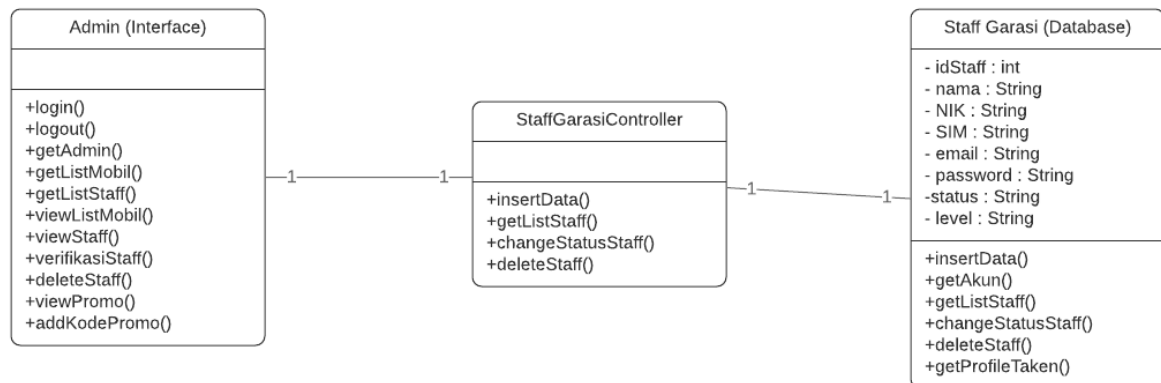 Admin (Interface)
+login()
+logout()
+getAdmin()
+getListMobil()
+getListStaff()
+viewListMobil()
+viewStaff()
+verifikasiStaff()
+deleteStaff()
+viewPromo()
+addKodePromo()
1
1
StaffGarasiController
+insertData()
+getListStaff()
+changeStatusStaff()
+deleteStaff()
1
1
Staff Garasi (Database)
- idStaff : int
- nama : String
- NIK : String
- SIM : String
- email : String
- password : String
-status : String
- level : String
+insertData()
+getAkun()
+getListStaff()
+changeStatusStaff()
+deleteStaff()
+getProfileTaken()